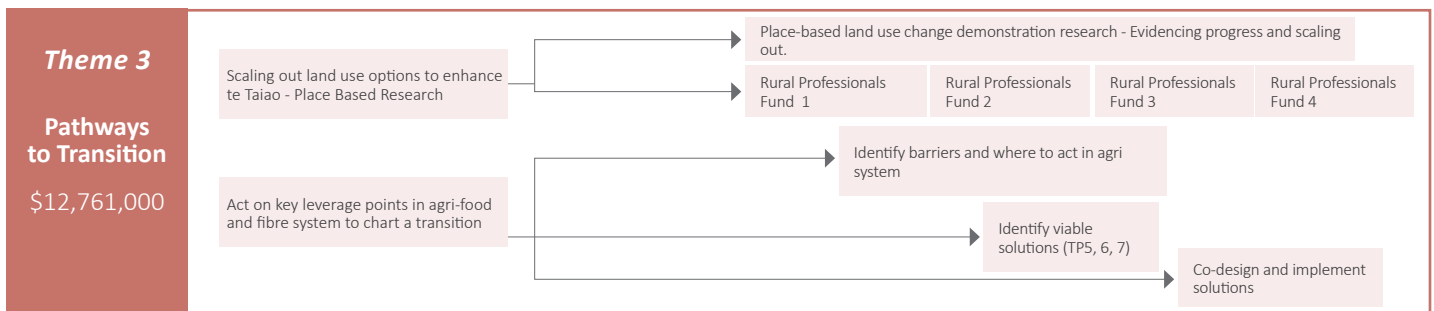 Theme 3
Pathways
to Transition
$12,761,000
Scaling out land use options to enhance
te Taiao - Place Based Research
Place-based land use change demonstration research - Evidencing progress and scaling
out.
Rural Professionals
Fund 1
Rural Professionals
Fund 2
Rural Professionals
Fund 3
Rural Professionals
Fund 4
Act on key leverage points in agri-food
and fibre system to chart a transition
Identify barriers and where to act in agri
system
Identify viable
solutions (TP5, 6, 7)
Co-design and implement
solutions